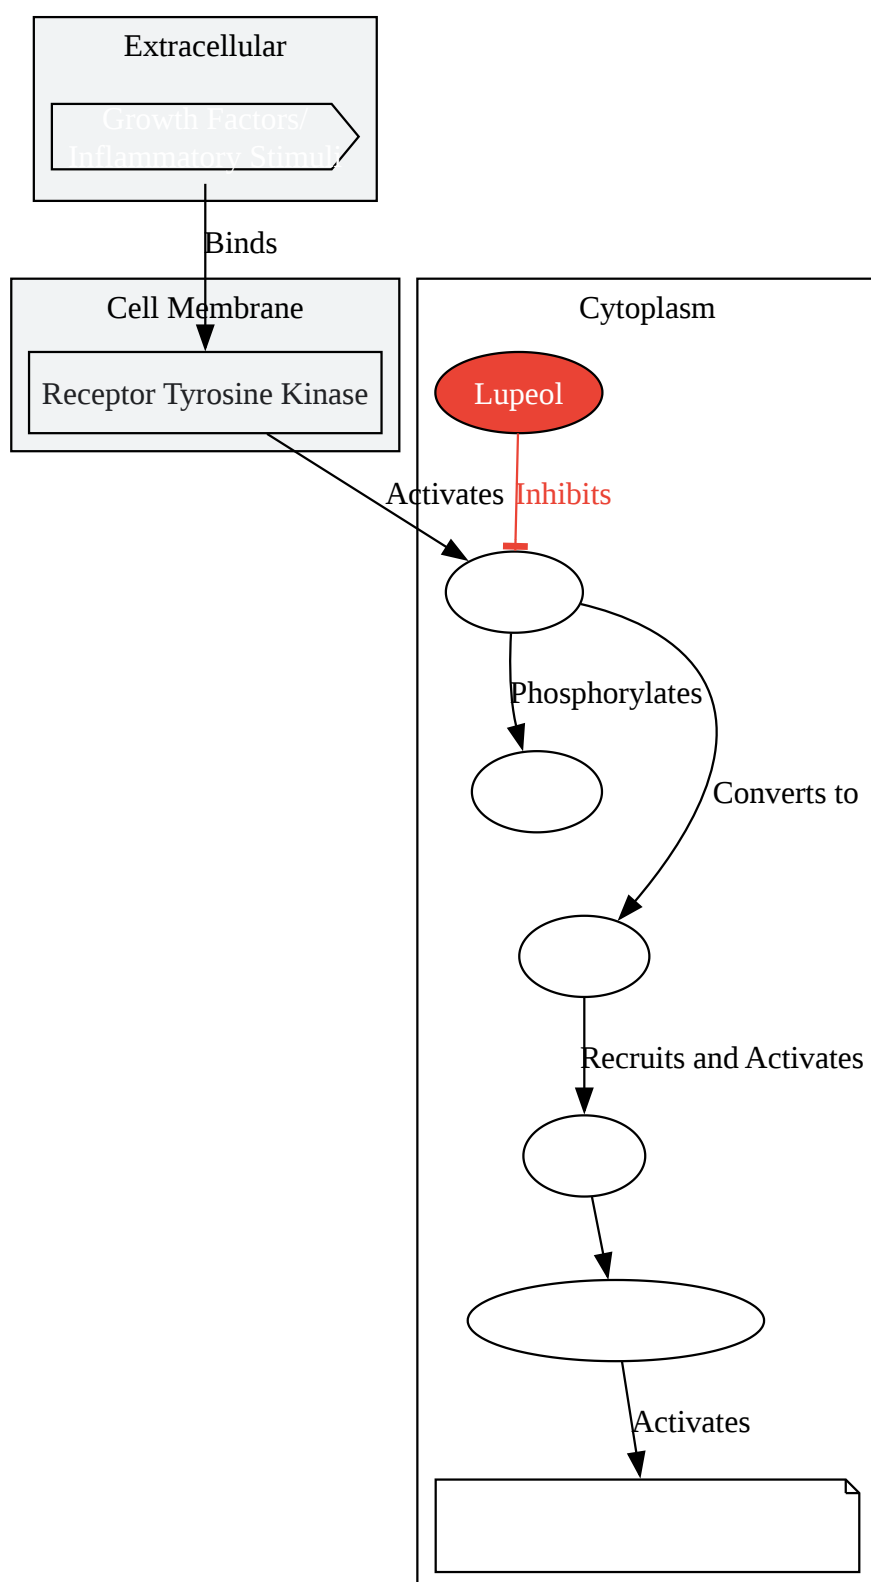 Extracellular
Growth Factors/
Inflammatory Stimuli
Binds
Cell Membrane
Cytoplasm
Receptor Tyrosine Kinase
Lupeol
Activates
Inhibits
Phosphorylates
Converts to
Recruits and Activates
Activates